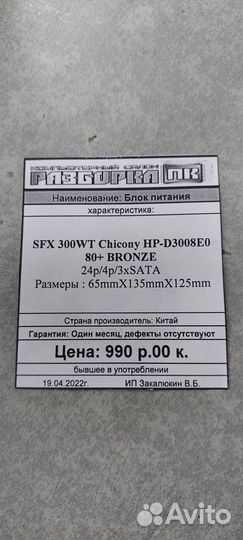 КОМПЬЮТЕРНЫЙ САЛОН
РАЗБОРКА ПК
Наименование: Блок питания
характеристика:
SFX 300WT Chicony HP-D3008E0
80+ BRONZE
24p/4p/3xSATA
Размеры : 65mmX135mmX125mm
Страна производитель: Китай
Гарантия: Один месяц, дефекты отсутствуют
Цена: 990 р.00 к.
бывшее в употреблении
19.04.2022г. ИП Закалюкин В.Б.
Avito